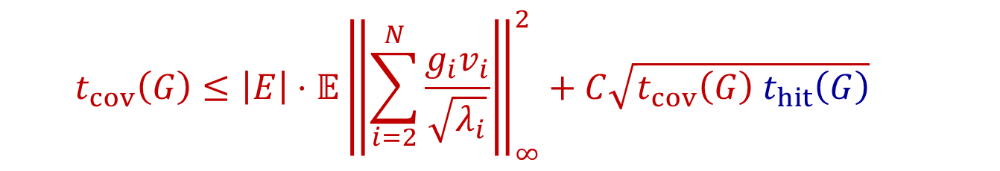 t_cov(G) ≤ |E| · 𝔼 ‖∑_{i=2}^{N} g_i v_i / √λ_i‖_∞^2 + C√(t_cov(G) t_hit(G))